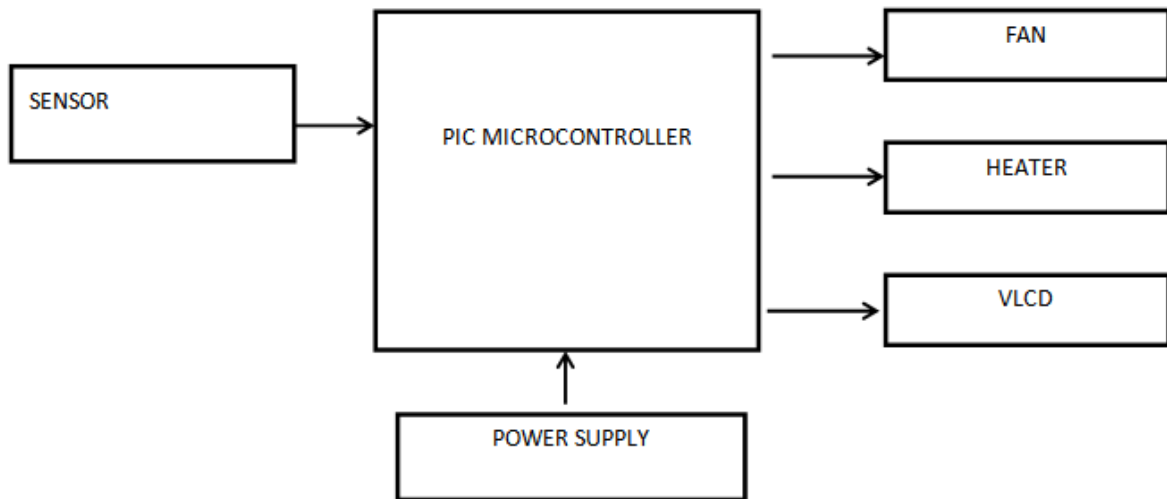 SENSOR
PIC MICROCONTROLLER
FAN
HEATER
VLCD
POWER SUPPLY